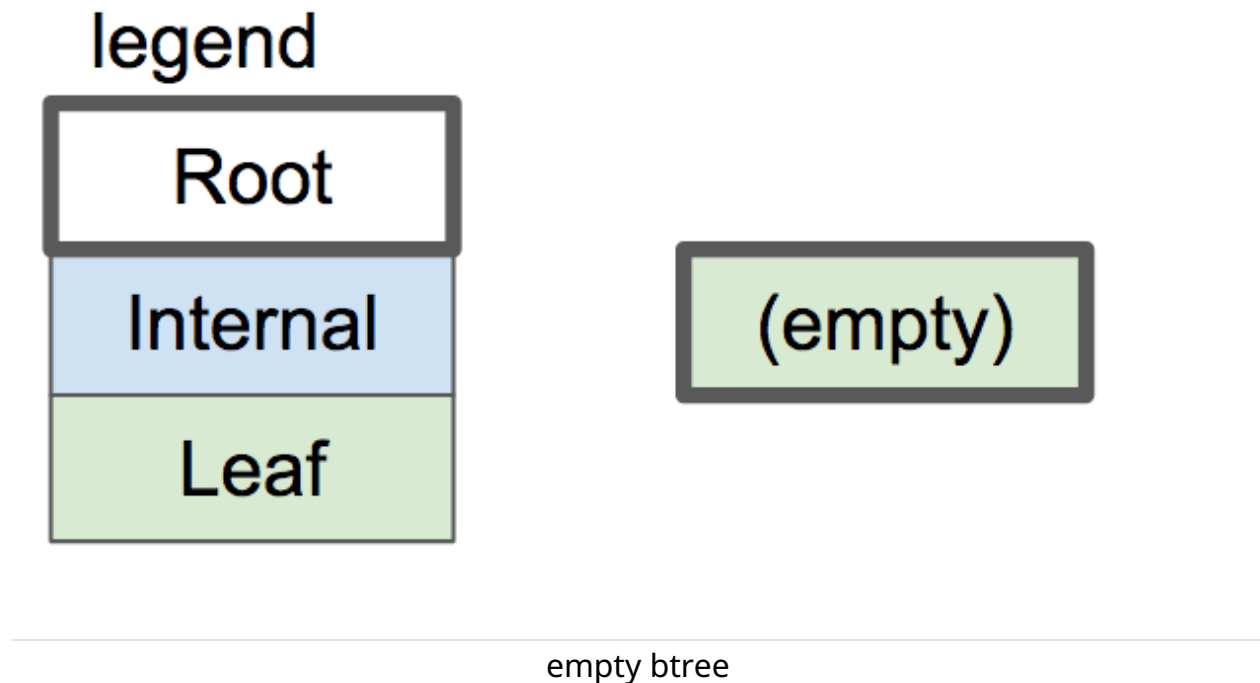 legend
Root
Internal
(empty)
Leaf
empty btree